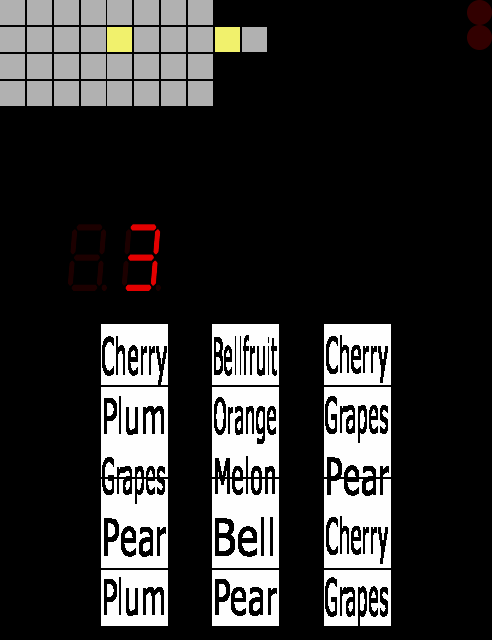 3
Cherry Bellfruit Cherry
Plum Orange Grapes
Grapes Melon Pear
Pear Bell Cherry
Plum Pear Grapes